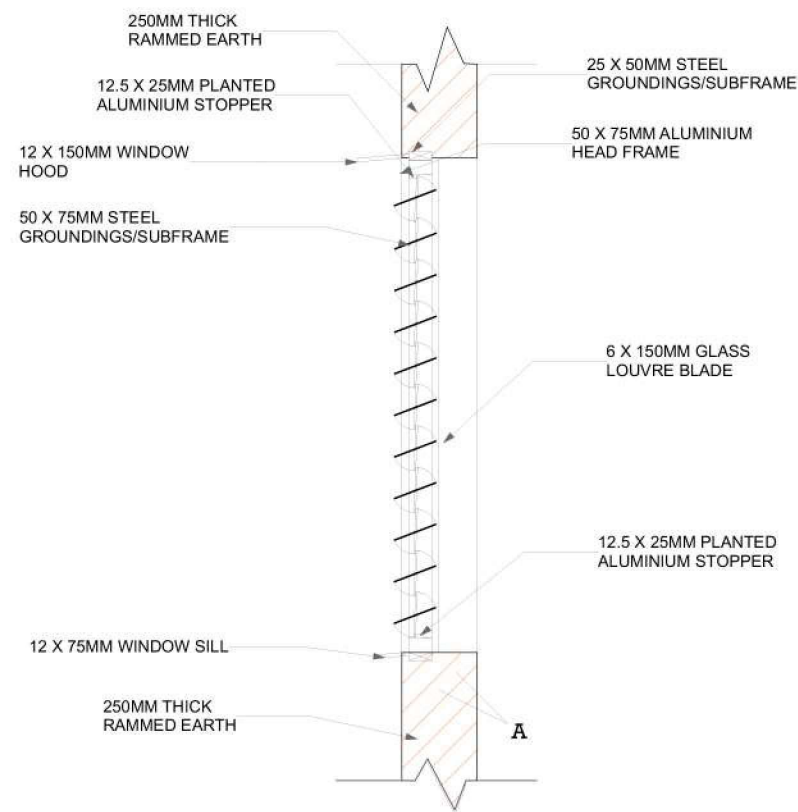 250MM THICK
RAMMED EARTH
25 X 50MM STEEL
GROUNDINGS/SUBFRAME
12.5 X 25MM PLANTED
ALUMINIUM STOPPER
50 X 75MM ALUMINIUM
HEAD FRAME
12 X 150MM WINDOW
HOOD
50 X 75MM STEEL
GROUNDINGS/SUBFRAME
6 X 150MM GLASS
LOUVRE BLADE
12.5 X 25MM PLANTED
ALUMINIUM STOPPER
12 X 75MM WINDOW SILL
250MM THICK
RAMMED EARTH
A